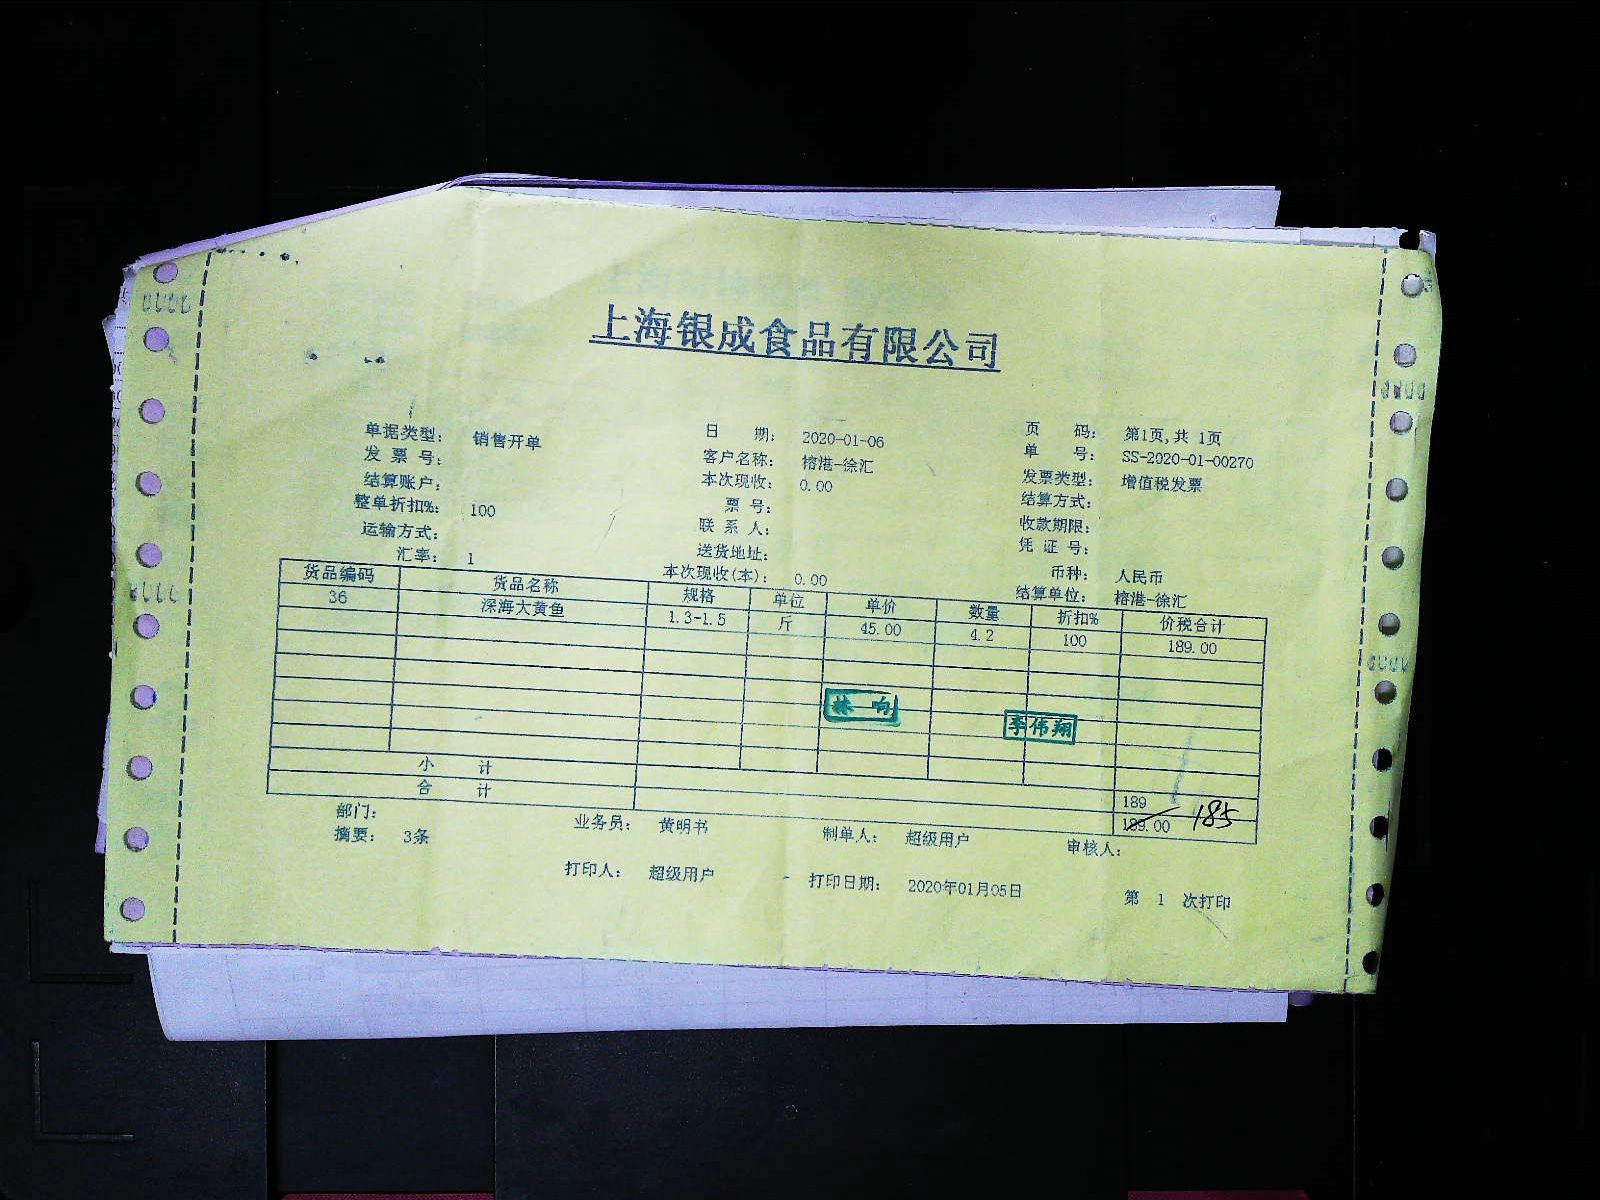 上海银成食品有限公司
单据类型: 销售开单 日 期: 2020-01-06 页 码: 第1页,共 1页
发 票 号: 客户名称: 榕港-徐汇 单 号: SS-2020-01-00270
结算账户: 本次现收: 0.00 发票类型: 增值税发票
整单折扣%: 100 票 号: 结算方式:
运输方式: 联 系 人: 收款期限:
汇率: 1 送货地址: 凭 证 号:
本次现收(本): 0.00 币种: 人民币
结算单位: 榕港-徐汇
货品编码 货品名称 规格 单位 单价 数量 折扣% 价税合计
36 深海大黄鱼 1.3-1.5 斤 45.00 4.2 100 189.00
林 响
李伟翔
小 计 189
合 计 189.00 185
部门: 业务员: 黄明书 制单人: 超级用户 审核人:
摘要: 3条
打印人: 超级用户 打印日期: 2020年01月05日 第 1 次打印